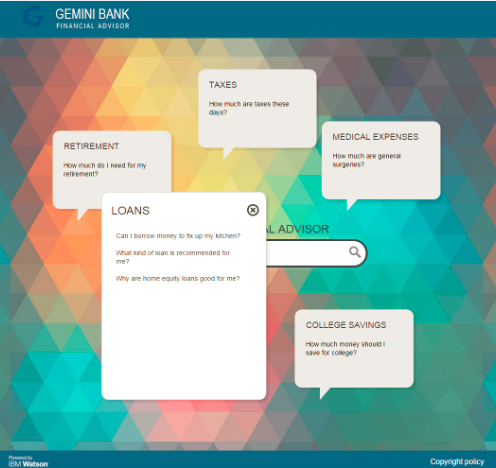 GEMINI BANK
FINANCIAL ADVISOR
TAXES
How much are taxes these
days?
RETIREMENT
How much do I need for my
retirement?
MEDICAL EXPENSES
How much are general
surgeries?
LOANS
Can I borrow money to fix up my kitchen?
What kind of loan is recommended for
me?
Why are home equity loans good for me?
AL ADVISOR
COLLEGE SAVINGS
How much money should I
save for college?
Powered by
IBM Watson
Copyright policy